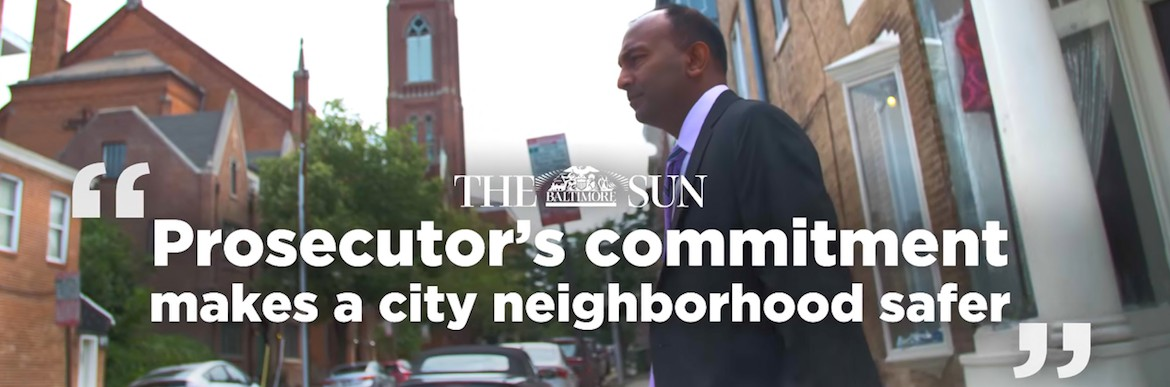 THE BALTIMORE SUN
“Prosecutor’s commitment
makes a city neighborhood safer”